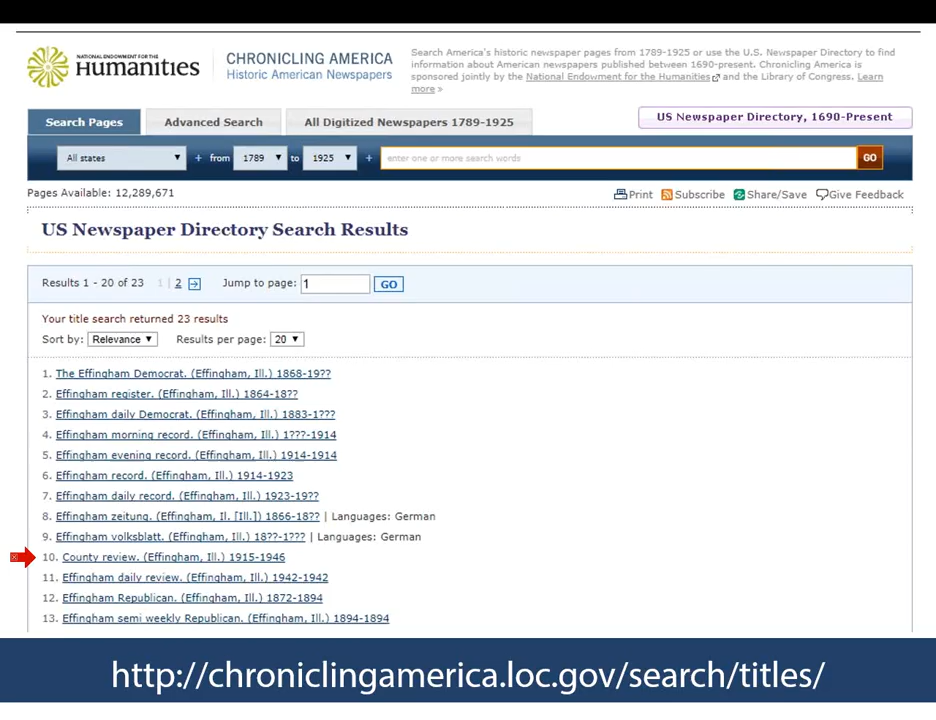 NATIONAL ENDOWMENT FOR THE
Humanities
CHRONICLING AMERICA
Historic American Newspapers
Search America's historic newspaper pages from 1789-1925 or use the U.S. Newspaper Directory to find
information about American newspapers published between 1690-present. Chronicling America is
sponsored jointly by the National Endowment for the Humanities and the Library of Congress. Learn
more »
Search Pages
Advanced Search
All Digitized Newspapers 1789-1925
US Newspaper Directory, 1690-Present
All states + from 1789 to 1925 + enter one or more search words GO
Pages Available: 12,289,671
Print Subscribe Share/Save Give Feedback
US Newspaper Directory Search Results
Results 1 - 20 of 23 1 | 2 Jump to page: 1 GO
Your title search returned 23 results
Sort by: Relevance Results per page: 20
1. The Effingham Democrat. (Effingham, Ill.) 1868-19??
2. Effingham register. (Effingham, Ill.) 1864-18??
3. Effingham daily Democrat. (Effingham, Ill.) 1883-1???
4. Effingham morning record. (Effingham, Ill.) 1???-1914
5. Effingham evening record. (Effingham, Ill.) 1914-1914
6. Effingham record. (Effingham, Ill.) 1914-1923
7. Effingham daily record. (Effingham, Ill.) 1923-19??
8. Effingham zeitung. (Effingham, Il. [Ill.]) 1866-18?? | Languages: German
9. Effingham volksblatt. (Effingham, Ill.) 18??-1??? | Languages: German
10. County review. (Effingham, Ill.) 1915-1946
11. Effingham daily review. (Effingham, Ill.) 1942-1942
12. Effingham Republican. (Effingham, Ill.) 1872-1894
13. Effingham semi weekly Republican. (Effingham, Ill.) 1894-1894
http://chroniclingamerica.loc.gov/search/titles/